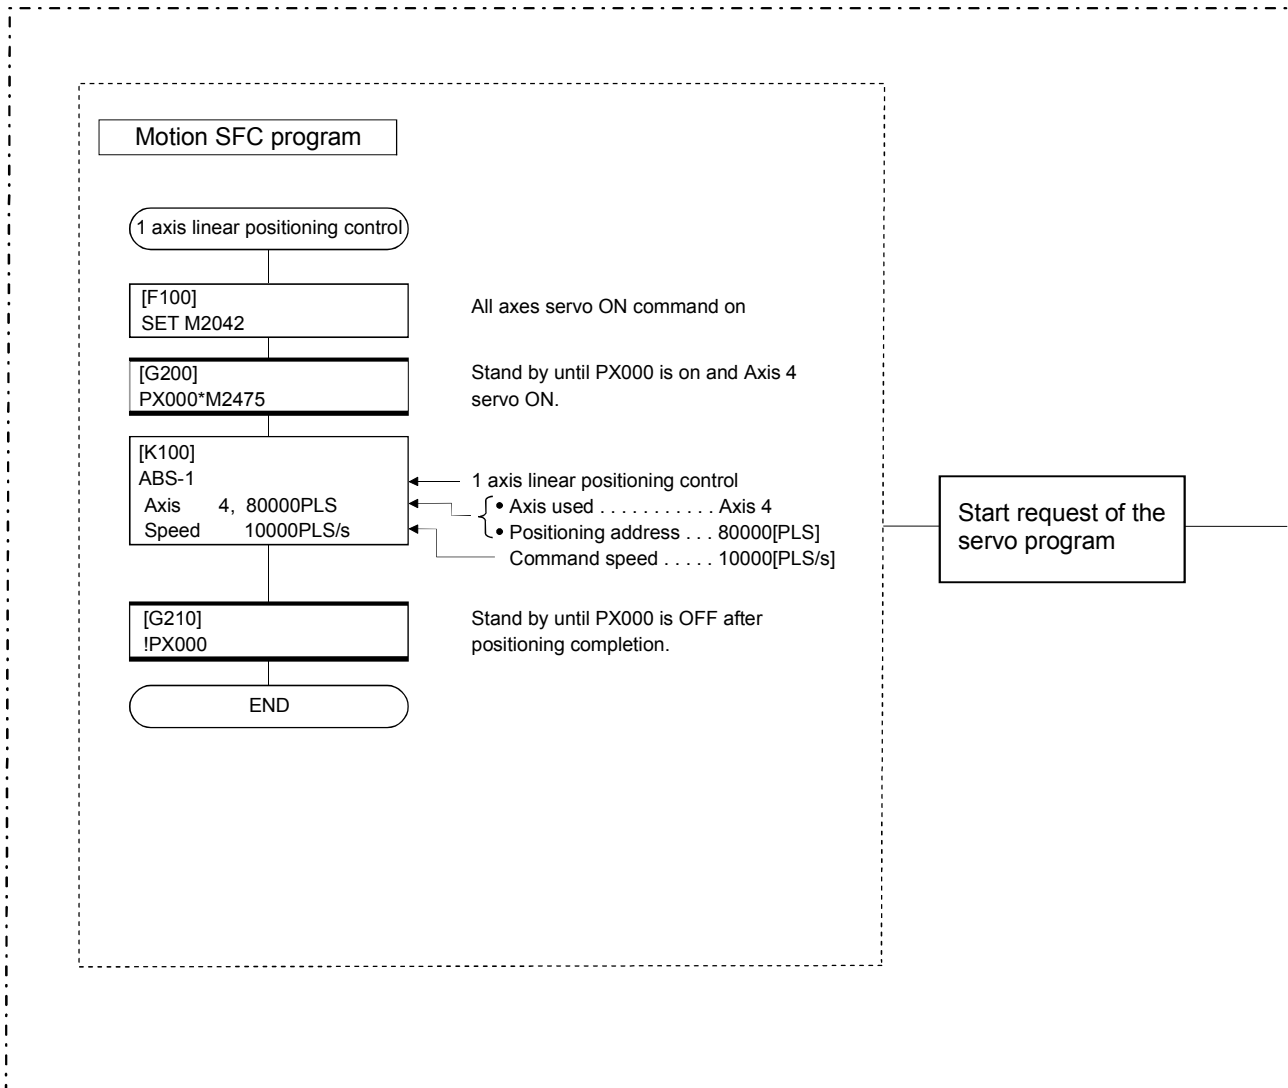 Motion SFC program
1 axis linear positioning control
[F100]
SET M2042
All axes servo ON command on
[G200]
PX000*M2475
Stand by until PX000 is on and Axis 4
servo ON.
[K100]
ABS-1
Axis 4, 80000PLS
Speed 10000PLS/s
1 axis linear positioning control
• Axis used . . . . . . . . . . . Axis 4
• Positioning address . . . 80000[PLS]
Command speed . . . . . 10000[PLS/s]
Start request of the
servo program
[G210]
!PX000
Stand by until PX000 is OFF after
positioning completion.
END